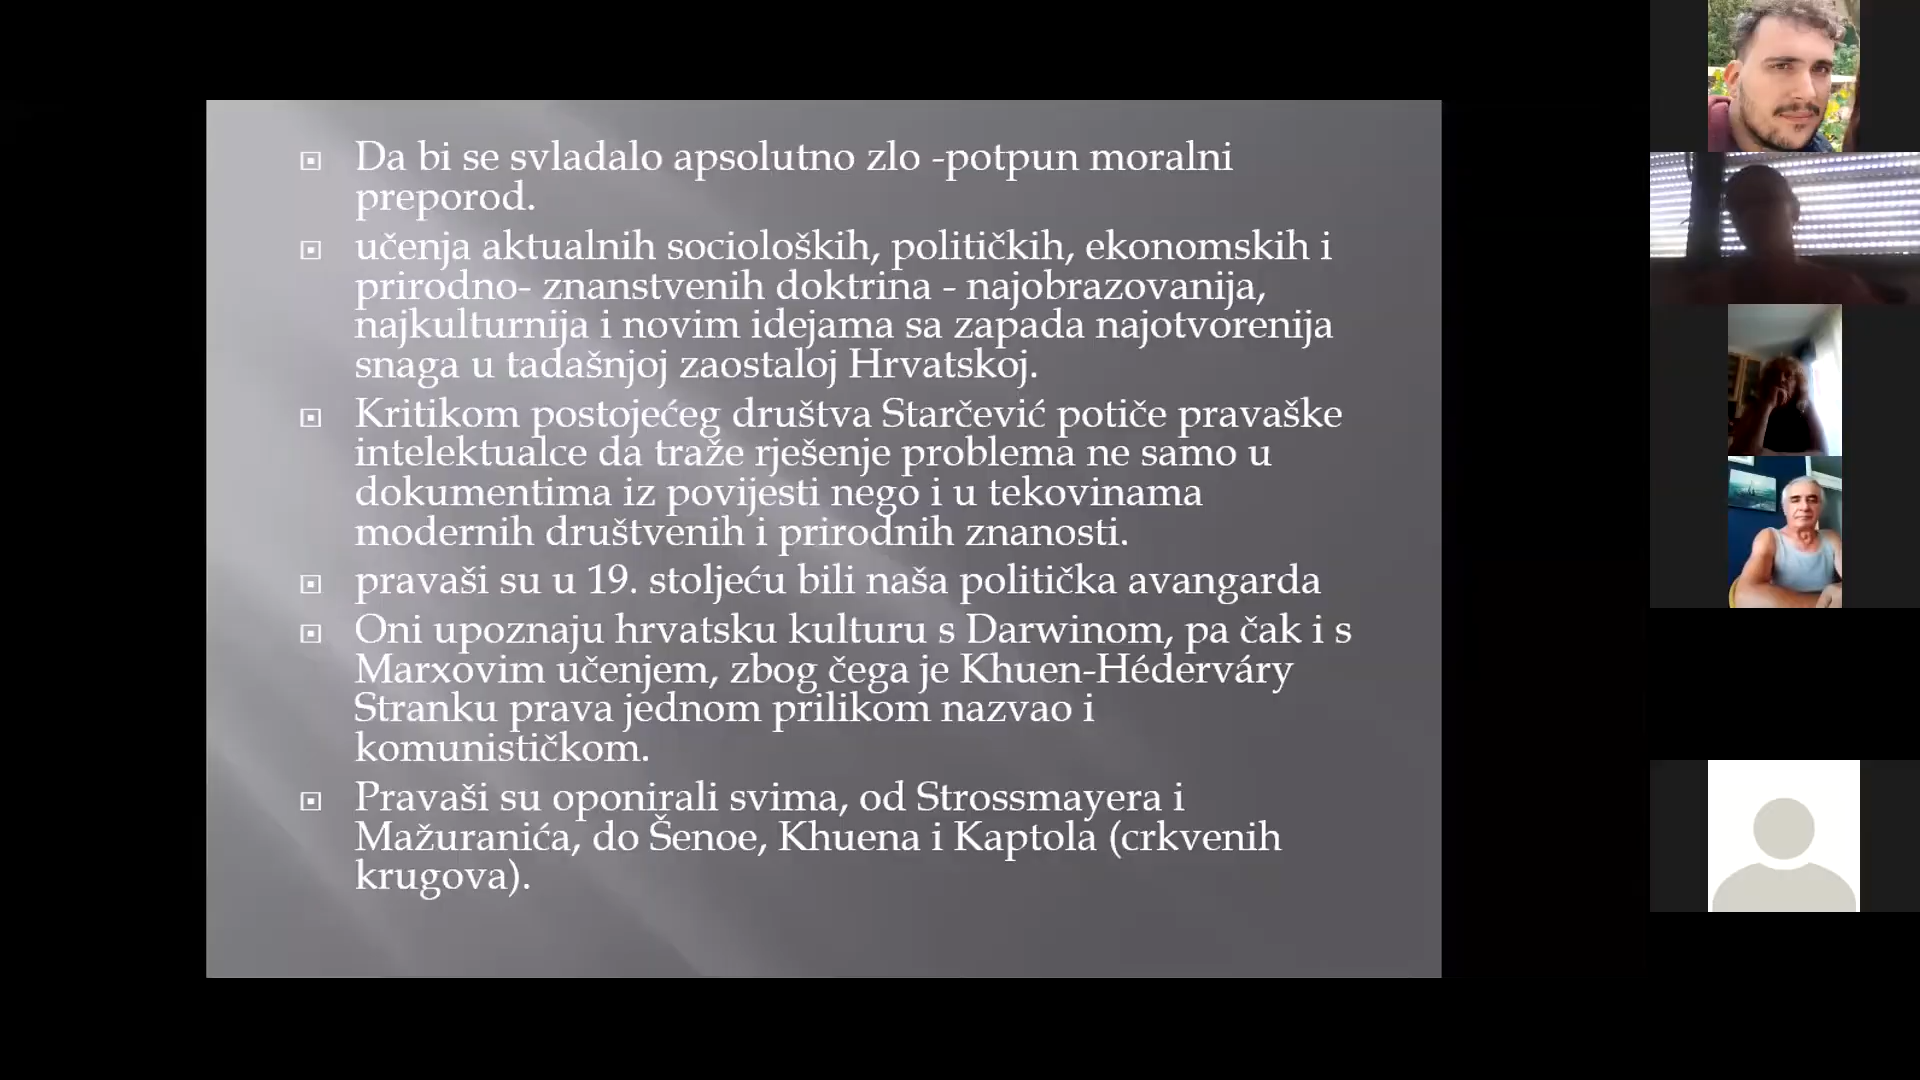 Da bi se svladalo apsolutno zlo -potpun moralni
preporod.
učenja aktualnih socioloških, političkih, ekonomskih i
prirodno- znanstvenih doktrina - najobrazovanija,
najkulturnija i novim idejama sa zapada najotvorenija
snaga u tadašnjoj zaostaloj Hrvatskoj.
Kritikom postojećeg društva Starčević potiče pravaške
intelektualce da traže rješenje problema ne samo u
dokumentima iz povijesti nego i u tekovinama
modernih društvenih i prirodnih znanosti.
pravaši su u 19. stoljeću bili naša politička avangarda
Oni upoznaju hrvatsku kulturu s Darwinom, pa čak i s
Marxovim učenjem, zbog čega je Khuen-Héderváry
Stranku prava jednom prilikom nazvao i
komunističkom.
Pravaši su oponirali svima, od Strossmayera i
Mažuranića, do Šenoe, Khuena i Kaptola (crkvenih
krugova).